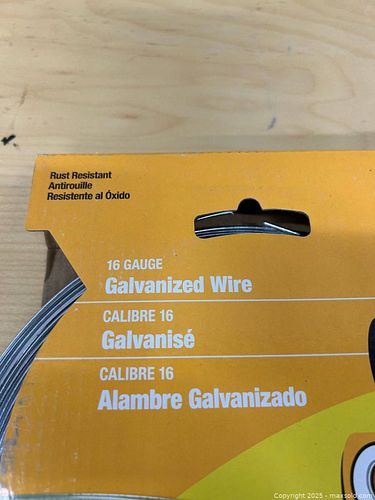 Rust Resistant
Antirouille
Resistente al Óxido
16 GAUGE
Galvanized Wire
CALIBRE 16
Galvanisé
CALIBRE 16
Alambre Galvanizado
Copyright 2025 - maxsold.com